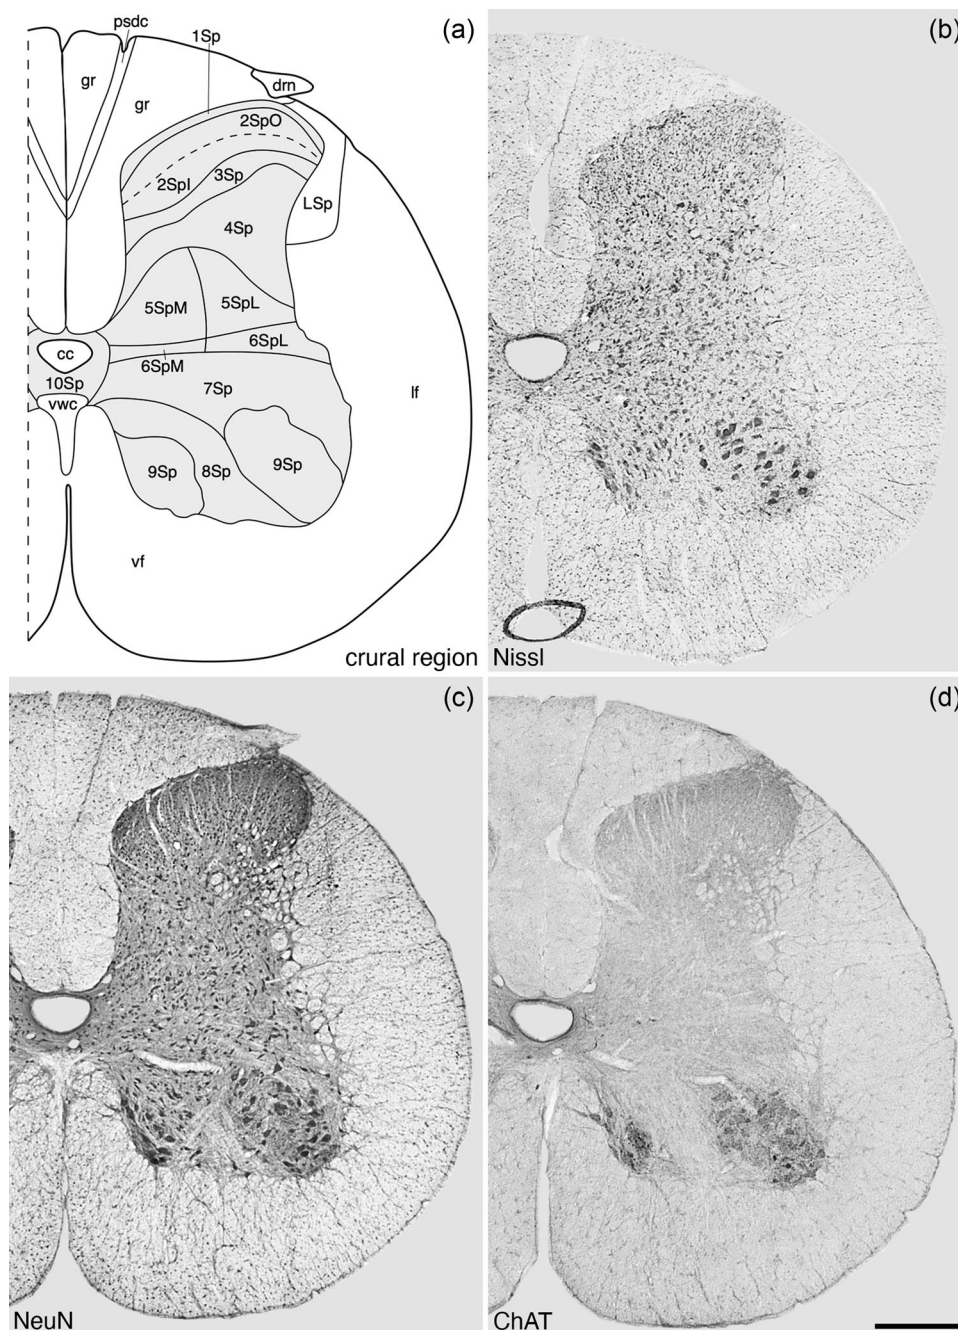 (a)
psdc
1Sp
gr
gr
drn
2SpO
2SpI
3Sp
LSp
4Sp
5SpM
5SpL
6SpL
cc
6SpM
10Sp
7Sp
lf
vwc
9Sp
8Sp
9Sp
vf
crural region
(b)
Nissl
(c)
NeuN
(d)
ChAT